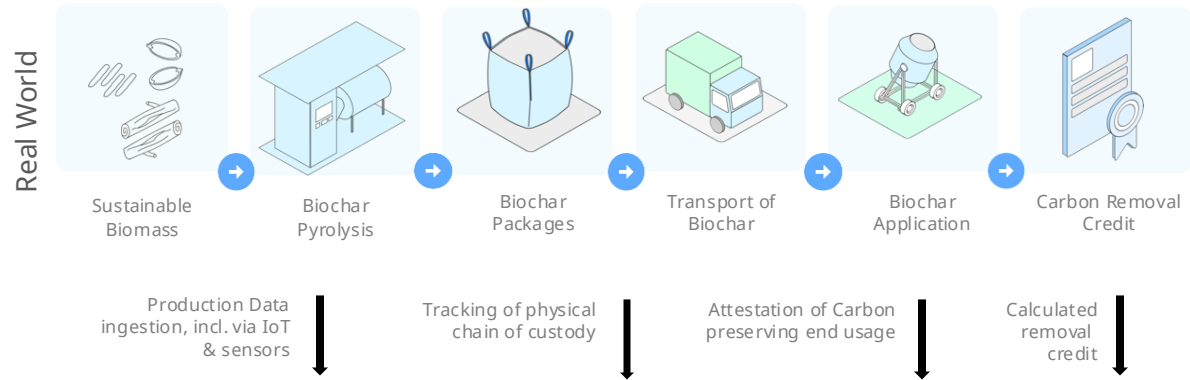 Real World
Sustainable
Biomass
Biochar
Pyrolysis
Biochar
Packages
Transport of
Biochar
Biochar
Application
Carbon Removal
Credit
Production Data
ingestion, incl. via IoT
& sensors
Tracking of physical
chain of custody
Attestation of Carbon
preserving end usage
Calculated
removal
credit